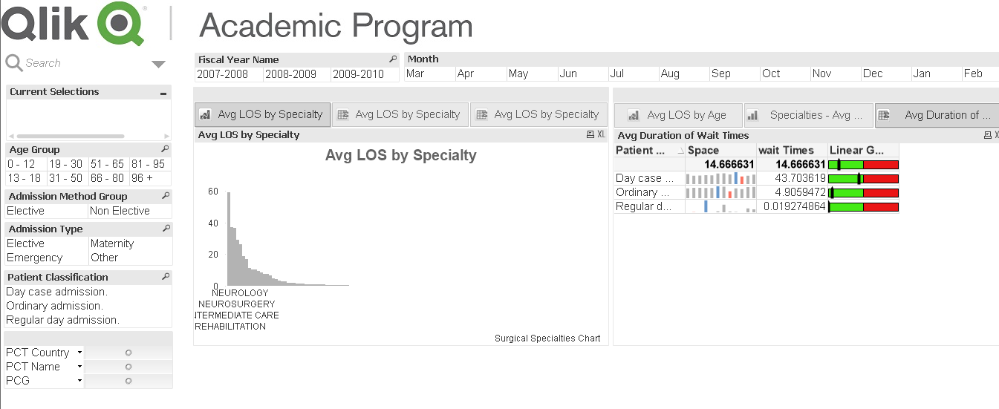 Qlik
Academic Program
Search
Fiscal Year Name
2007-2008 2008-2009 2009-2010
Month
Mar Apr May Jun Jul Aug Sep Oct Nov Dec Jan Feb
Current Selections
Age Group
0 - 12 19 - 30 51 - 65 81 - 95
13 - 18 31 - 50 66 - 80 96 +
Admission Method Group
Elective Non Elective
Admission Type
Elective Maternity
Emergency Other
Patient Classification
Day case admission.
Ordinary admission.
Regular day admission.
PCT Country
PCT Name
PCG
Avg LOS by Specialty Avg LOS by Specialty Avg LOS by Specialty
Avg LOS by Specialty XL
Avg LOS by Specialty
60
40
20
0
NEUROLOGY
NEUROSURGERY
ITERMEDIATE CARE
REHABILITATION
Surgical Specialties Chart
Avg LOS by Age Specialties - Avg ... Avg Duration of ...
Avg Duration of Wait Times X
Patient ... Space wait Times Linear G...
14.666631 14.666631
Day case ... 43.703619
Ordinary ... 4.9059472
Regular d... 0.019274864